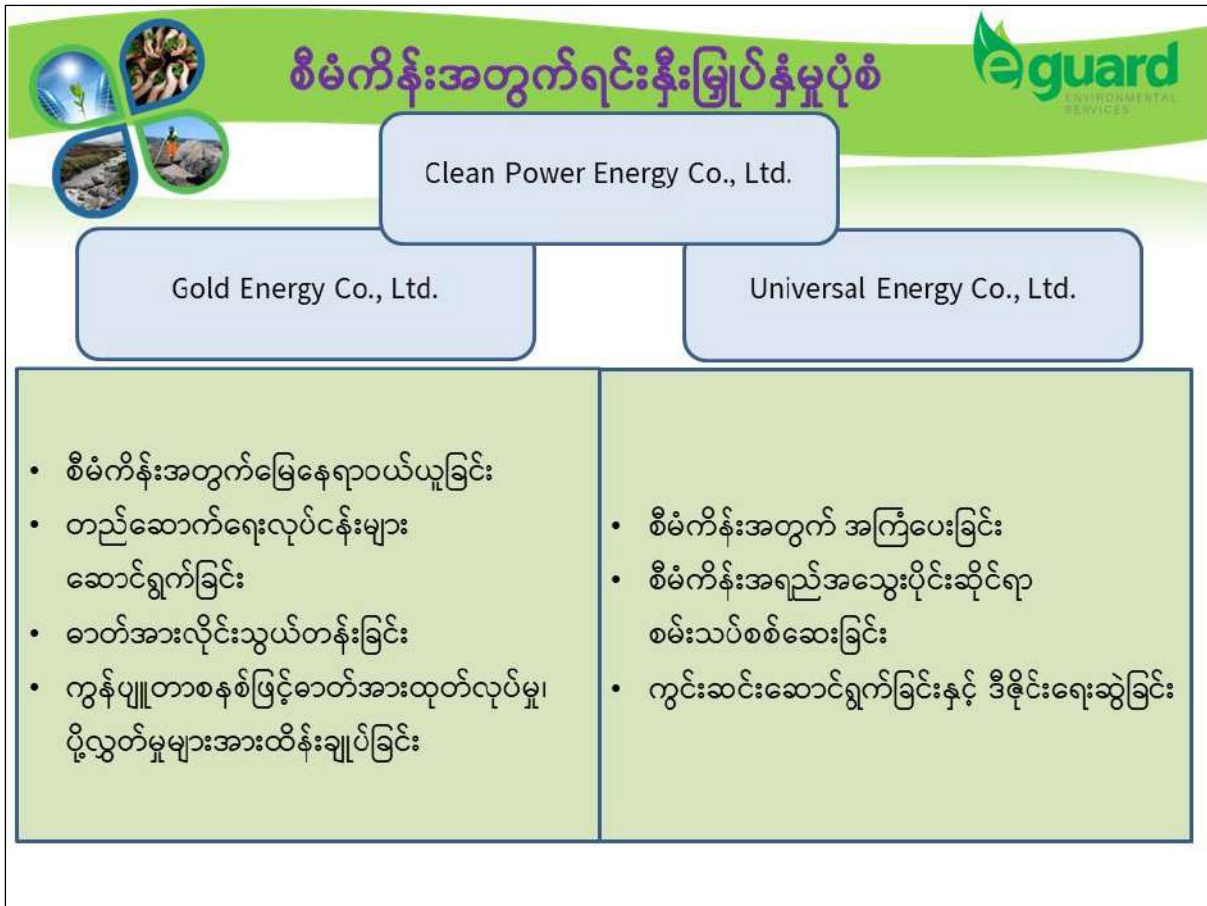 စီမံကိန်းအတွက်ရင်းနှီးမြှုပ်နှံမှုပုံစံ
eguard
ENVIRONMENTAL
SERVICES
Clean Power Energy Co., Ltd.
Gold Energy Co., Ltd.
Universal Energy Co., Ltd.
• စီမံကိန်းအတွက်မြေနေရာဝယ်ယူခြင်း
• တည်ဆောက်ရေးလုပ်ငန်းများ
ဆောင်ရွက်ခြင်း
• ဓာတ်အားလိုင်းသွယ်တန်းခြင်း
• ကွန်ပျူတာစနစ်ဖြင့်ဓာတ်အားထုတ်လုပ်မှု၊
ပို့လွှတ်မှုများအားထိန်းချုပ်ခြင်း
• စီမံကိန်းအတွက် အကြံပေးခြင်း
• စီမံကိန်းအရည်အသွေးပိုင်းဆိုင်ရာ
စမ်းသပ်စစ်ဆေးခြင်း
• ကွင်းဆင်းဆောင်ရွက်ခြင်းနှင့် ဒီဇိုင်းရေးဆွဲခြင်း